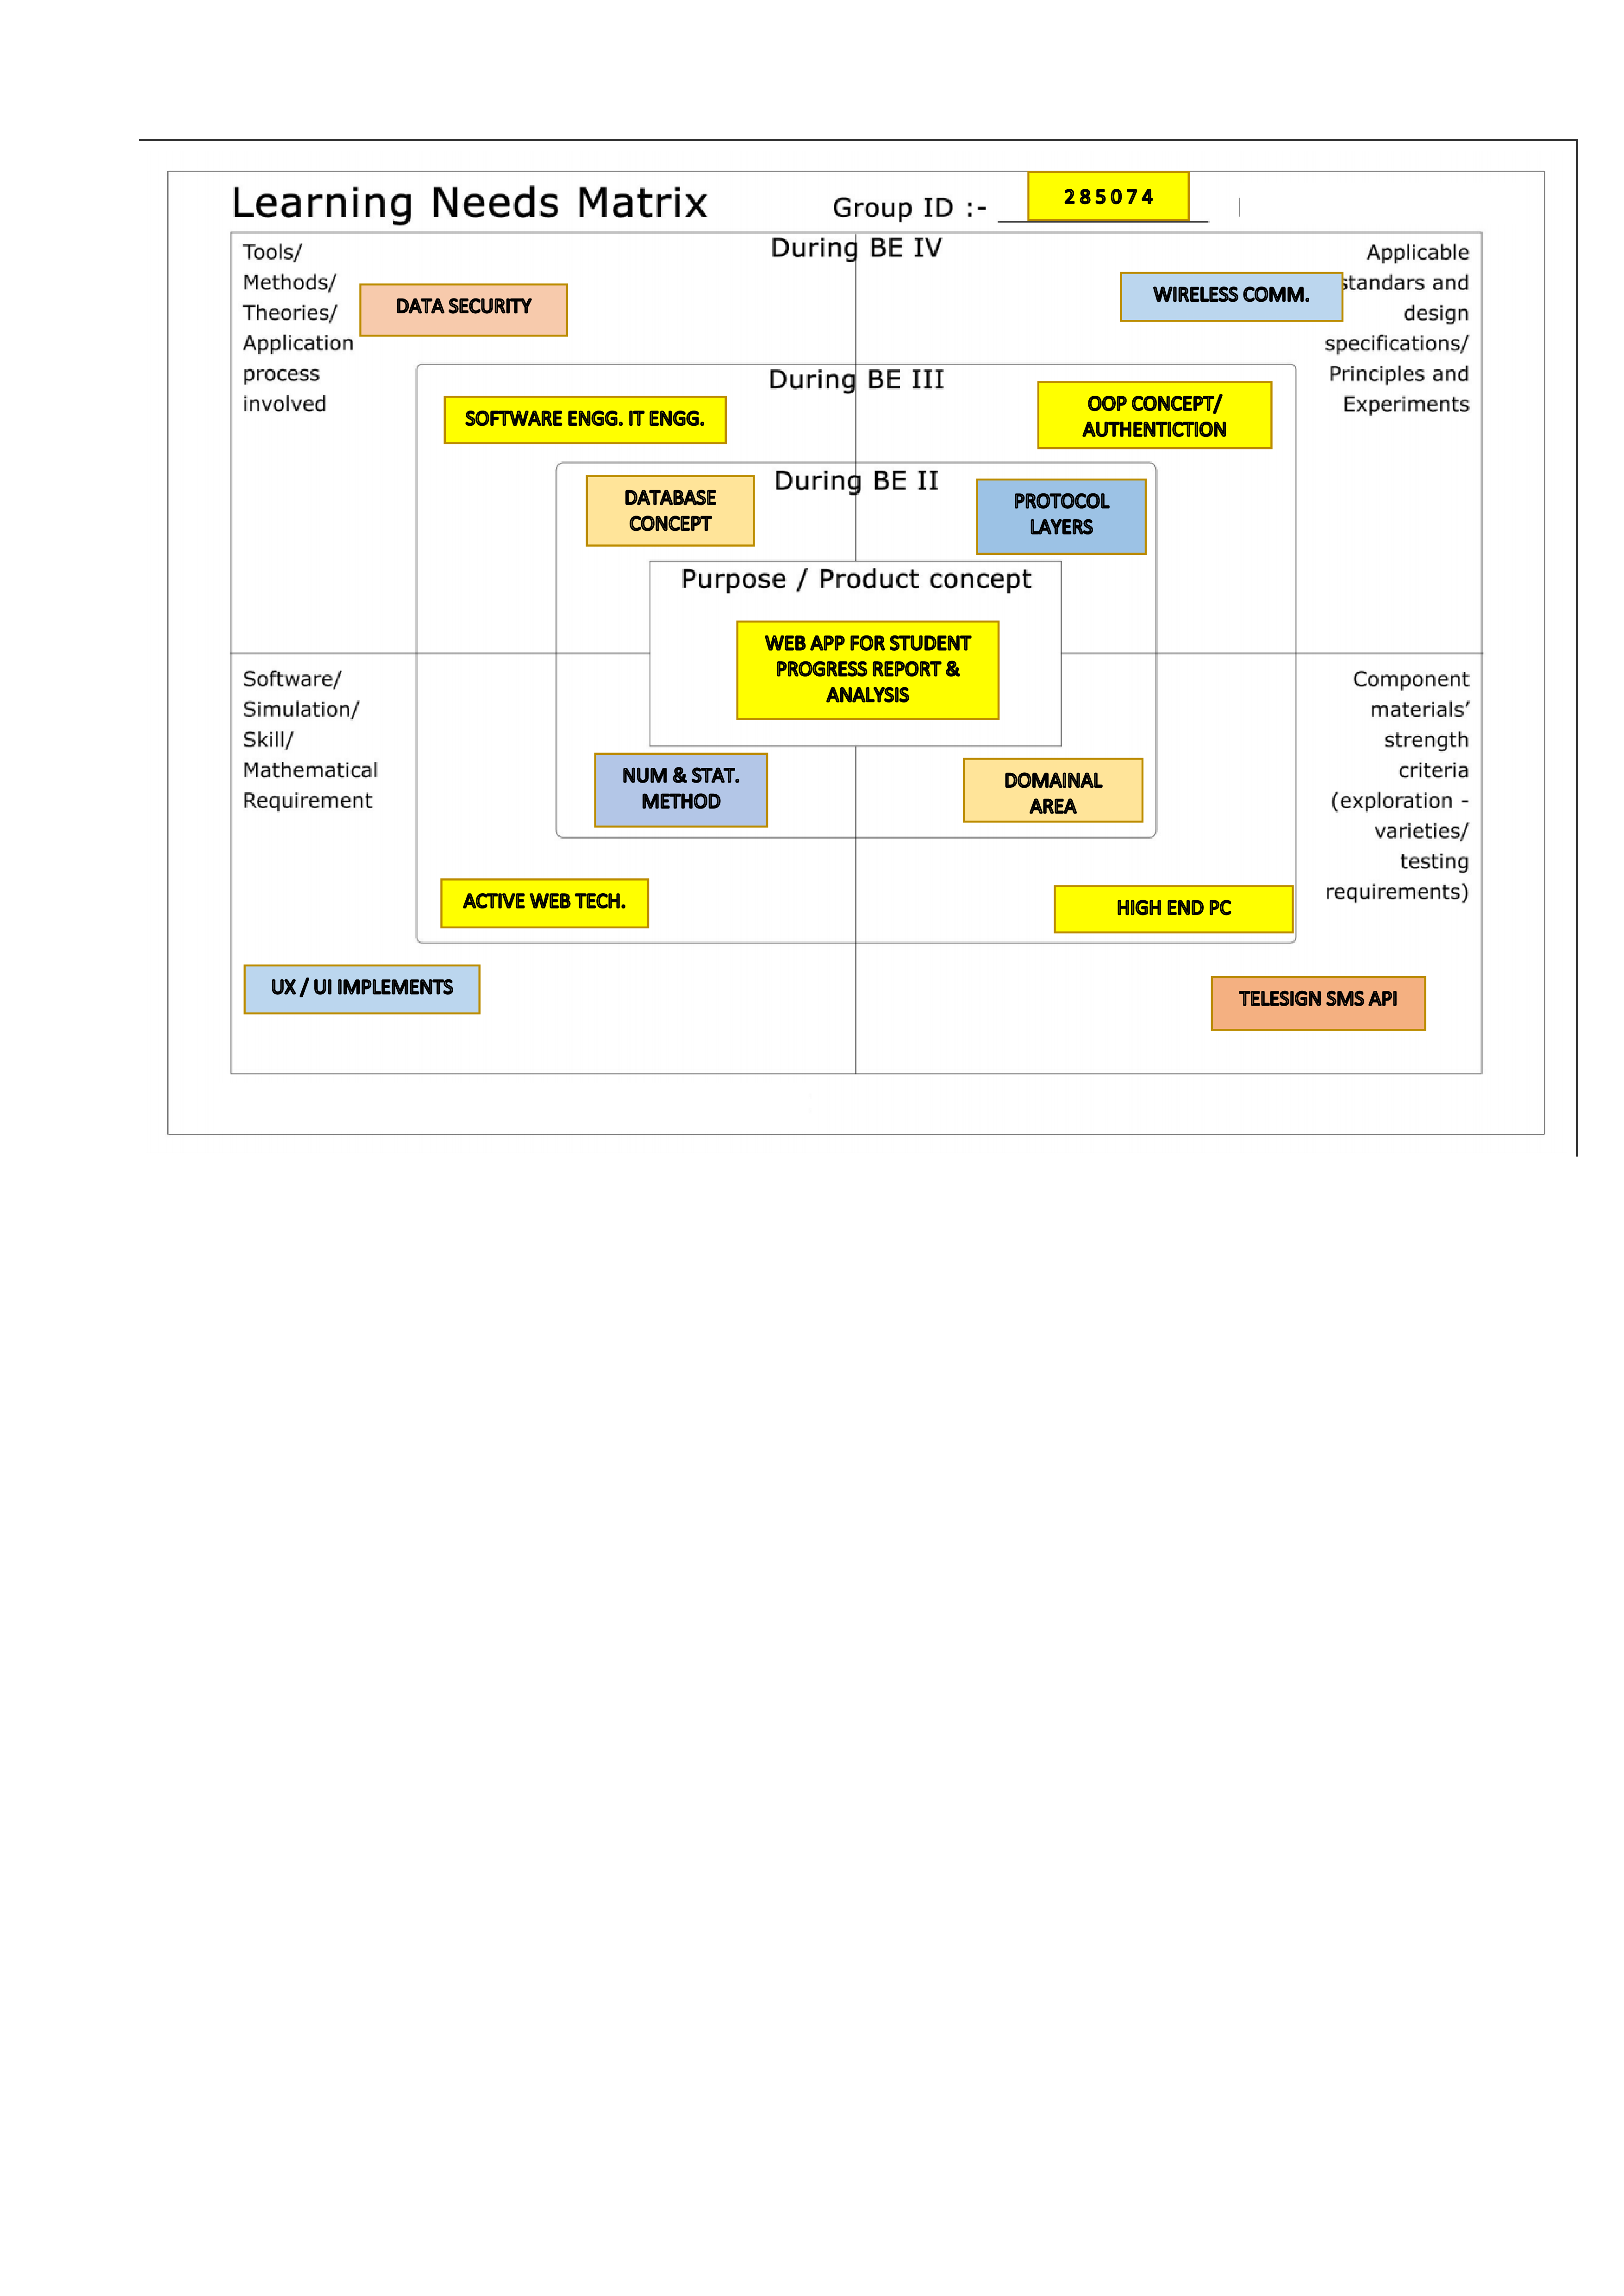 Learning Needs Matrix
Group ID :- 285074
During BE IV
Tools/
Methods/
Theories/
Application
process
involved
DATA SECURITY
WIRELESS COMM.
Applicable
standars and
design
specifications/
Principles and
Experiments
During BE III
SOFTWARE ENGG. IT ENGG.
OOP CONCEPT/
AUTHENTICTION
During BE II
DATABASE
CONCEPT
PROTOCOL
LAYERS
Purpose / Product concept
WEB APP FOR STUDENT
PROGRESS REPORT &
ANALYSIS
Software/
Simulation/
Skill/
Mathematical
Requirement
Component
materials’
strength
criteria
(exploration -
varieties/
testing
requirements)
NUM & STAT.
METHOD
DOMAINAL
AREA
ACTIVE WEB TECH.
HIGH END PC
UX / UI IMPLEMENTS
TELESIGN SMS API